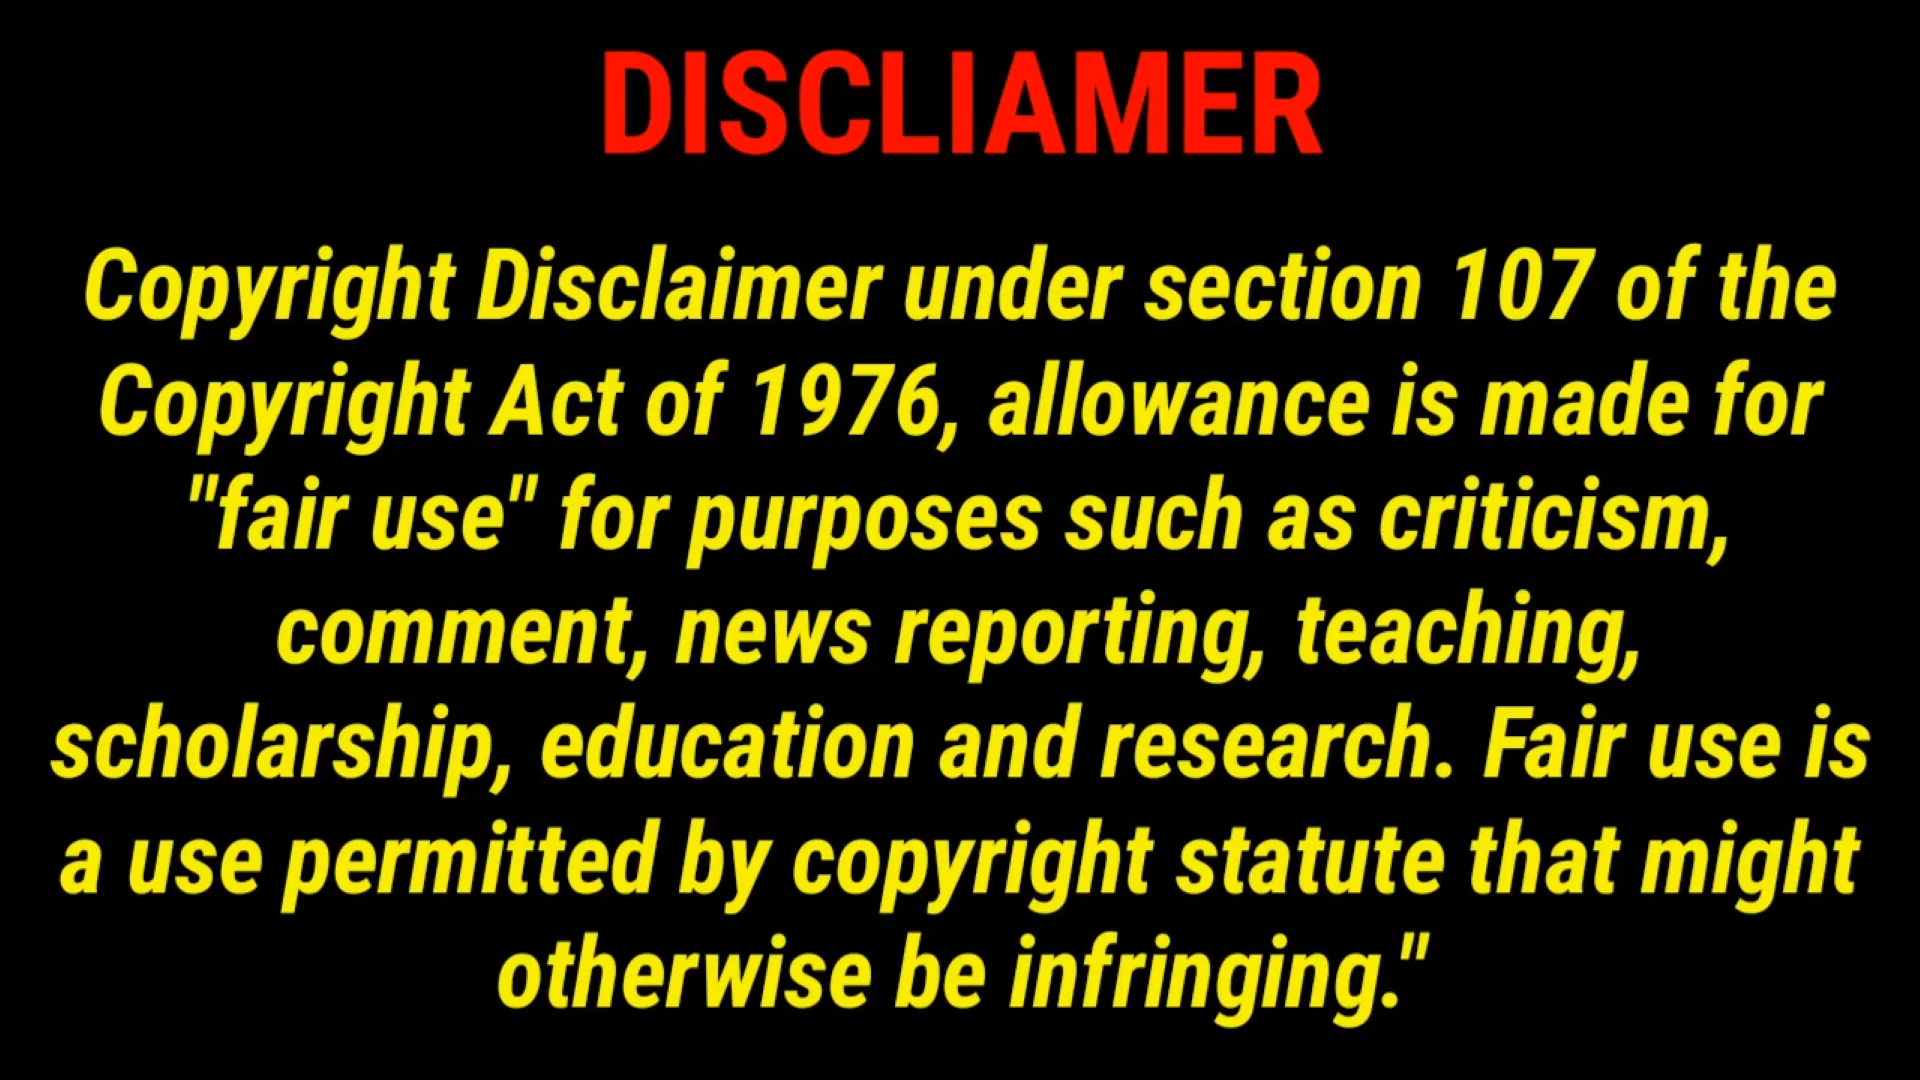 DISCLIAMER
Copyright Disclaimer under section 107 of the
Copyright Act of 1976, allowance is made for
"fair use" for purposes such as criticism,
comment, news reporting, teaching,
scholarship, education and research. Fair use is
a use permitted by copyright statute that might
otherwise be infringing."